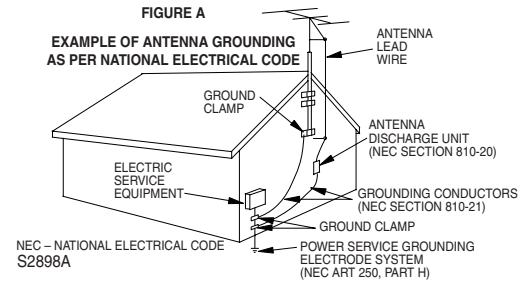 FIGURE A
EXAMPLE OF ANTENNA GROUNDING
AS PER NATIONAL ELECTRICAL CODE
ANTENNA
LEAD
WIRE
GROUND
CLAMP
ANTENNA
DISCHARGE UNIT
(NEC SECTION 810-20)
ELECTRIC
SERVICE
EQUIPMENT
GROUNDING CONDUCTORS
(NEC SECTION 810-21)
GROUND CLAMP
POWER SERVICE GROUNDING
ELECTRODE SYSTEM
(NEC ART 250, PART H)
NEC – NATIONAL ELECTRICAL CODE
S2898A